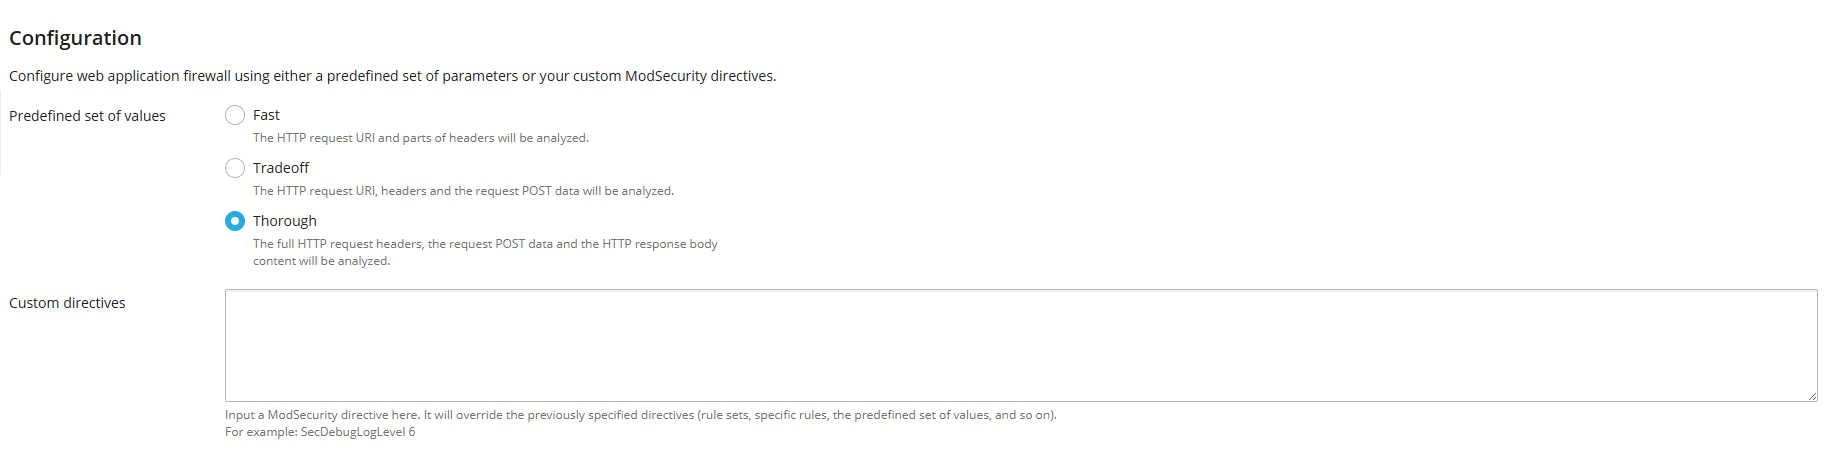 Configuration
Configure web application firewall using either a predefined set of parameters or your custom ModSecurity directives.
Predefined set of values
Fast
The HTTP request URI and parts of headers will be analyzed.
Tradeoff
The HTTP request URI, headers and the request POST data will be analyzed.
Thorough
The full HTTP request headers, the request POST data and the HTTP response body
content will be analyzed.
Custom directives
Input a ModSecurity directive here. It will override the previously specified directives (rule sets, specific rules, the predefined set of values, and so on).
For example: SecDebugLogLevel 6